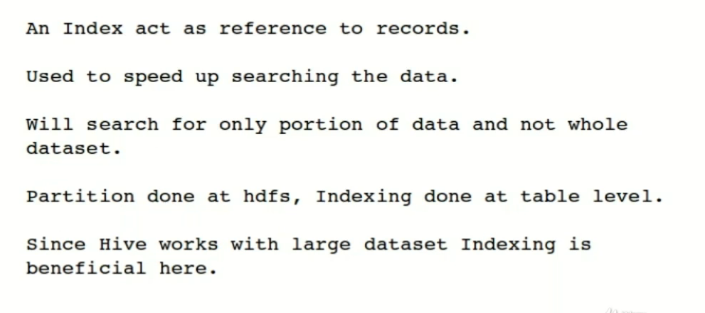 An Index act as reference to records.
Used to speed up searching the data.
Will search for only portion of data and not whole
dataset.
Partition done at hdfs, Indexing done at table level.
Since Hive works with large dataset Indexing is
beneficial here.